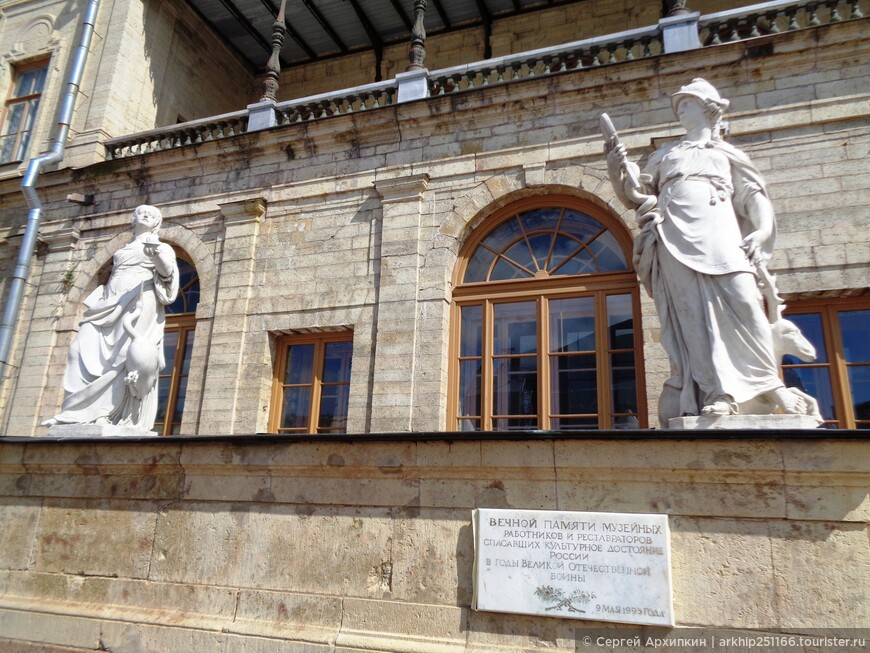 ВЕЧНОЙ ПАМЯТИ МУЗЕЙНЫХ
РАБОТНИКОВ И РЕСТАВРАТОРОВ
СПАСАВШИХ КУЛЬТУРНОЕ ДОСТОЯНИЕ
РОССИИ
В ГОДЫ ВЕЛИКОЙ ОТЕЧЕСТВЕННОЙ
ВОЙНЫ
9 МАЯ 1995 ГОДА
© Сергей Архипкин | arkhip251166.tourister.ru